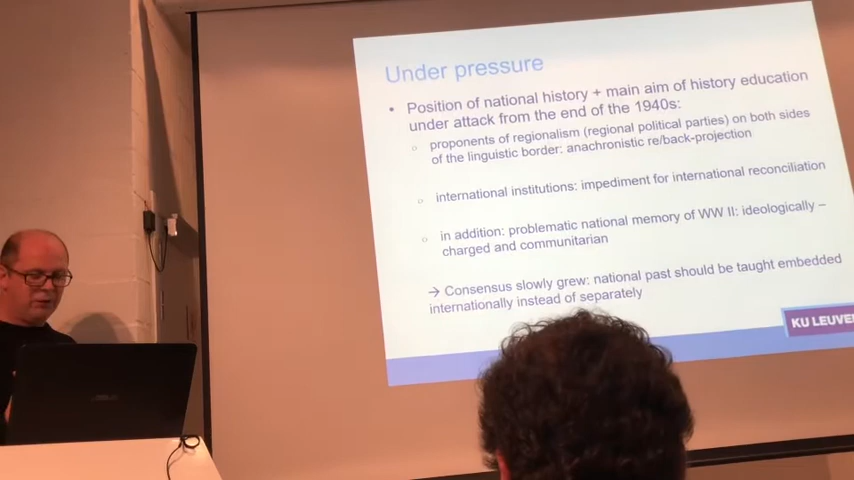 Under pressure
• Position of national history + main aim of history education
under attack from the end of the 1940s:
○ proponents of regionalism (regional political parties) on both sides
of the linguistic border: anachronistic re/back-projection
○ international institutions: impediment for international reconciliation
○ in addition: problematic national memory of WW II: ideologically –
charged and communitarian
→ Consensus slowly grew: national past should be taught embedded
internationally instead of separately
KU LEUVEN